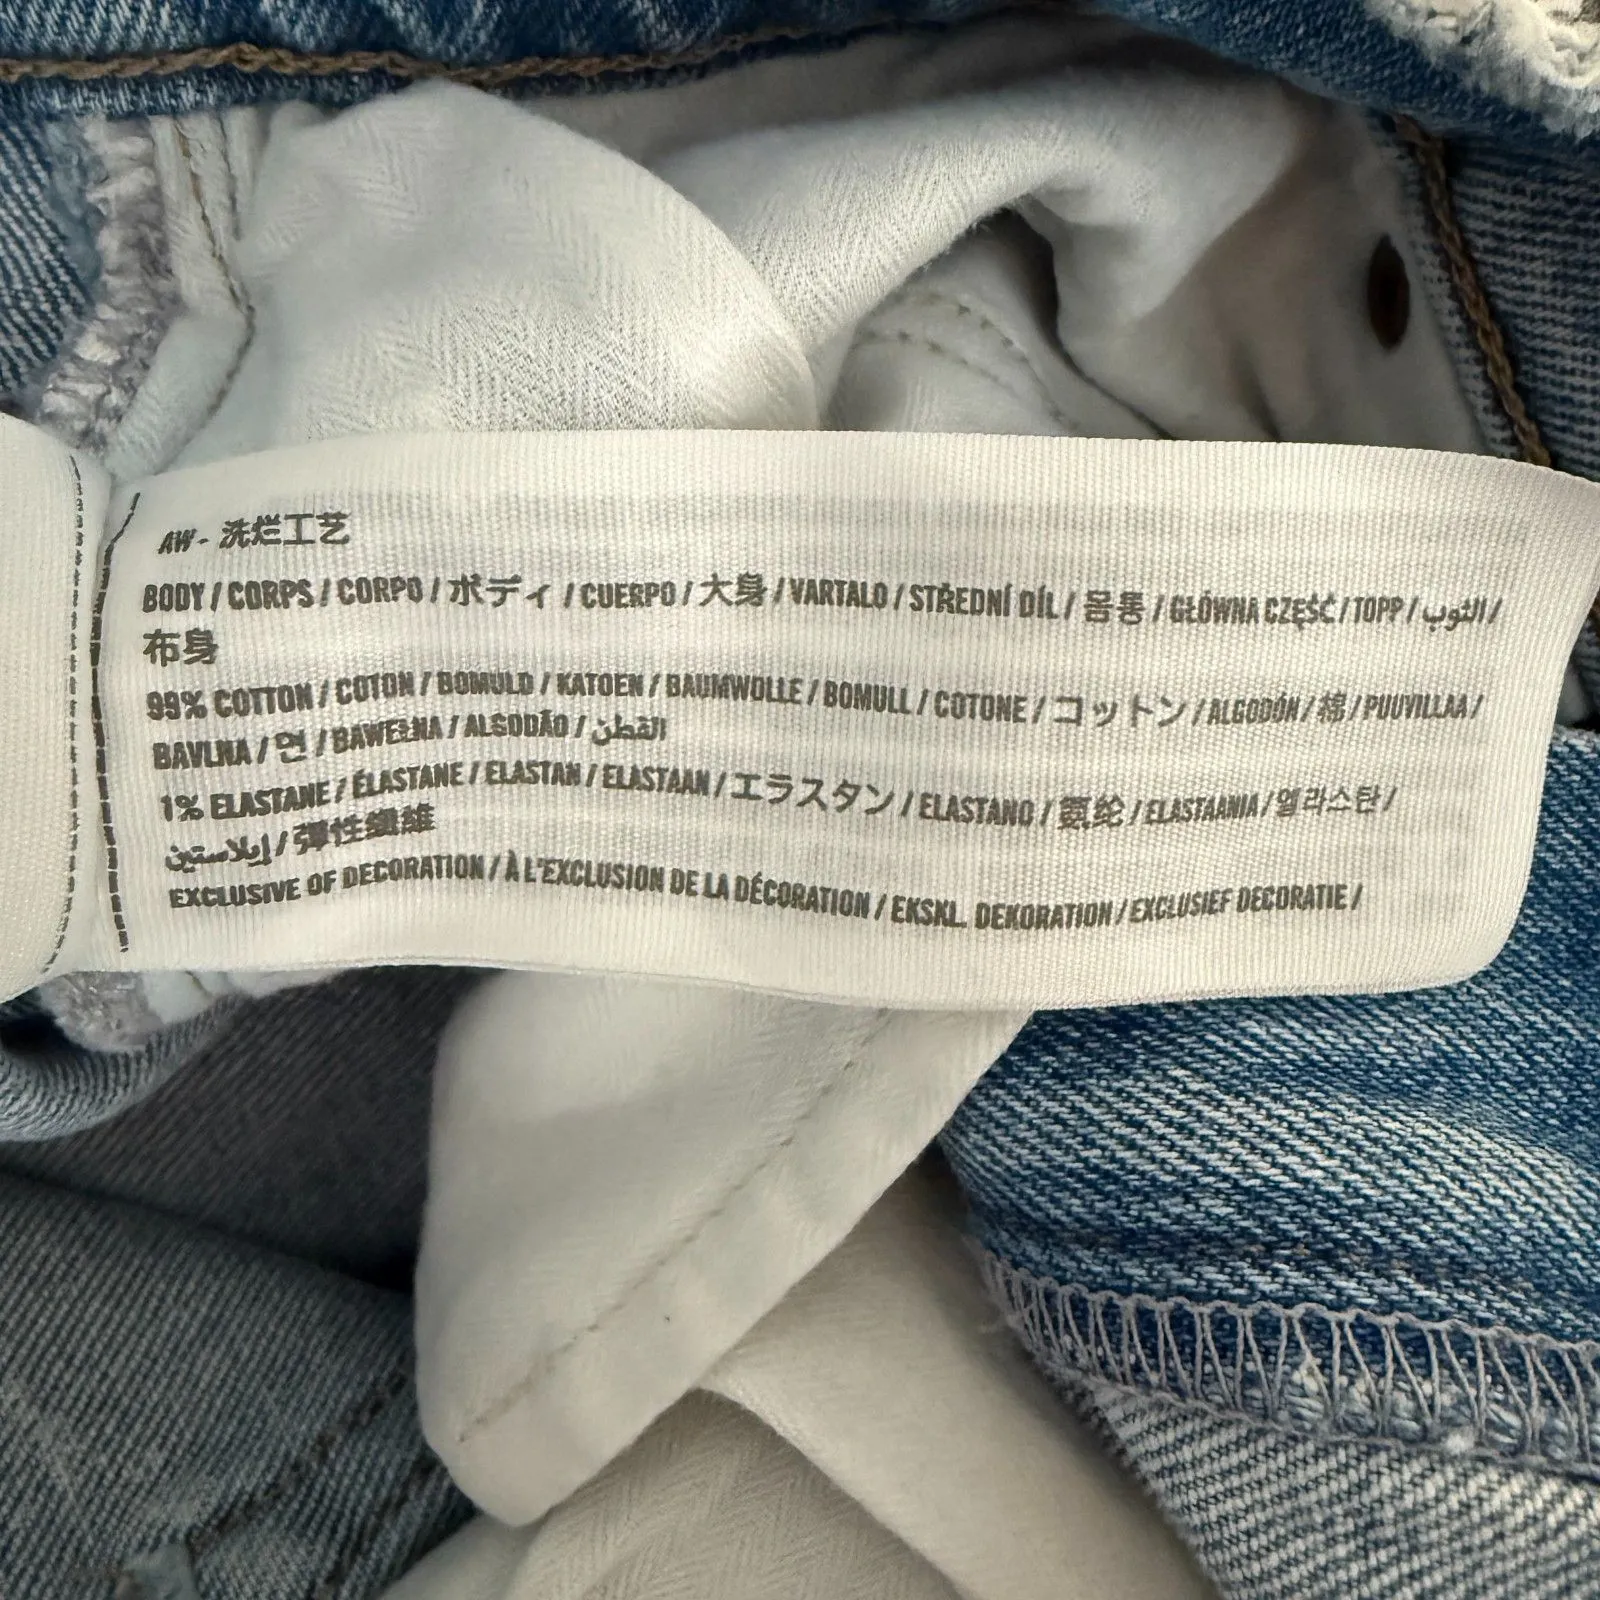 AW - 洗烂工艺
BODY / CORPS / CORPO / ボディ / CUERPO / 大身 / VARTALO / STŘEDNÍ DÍL / 몸통 / GŁÓWNA CZĘŚĆ / TOPP / الثوب /
布身
99% COTTON / COTON / BOMULD / KATOEN / BAUMWOLLE / BOMULL / COTONE / コットン / ALGODÓN / 棉 / PUUVILLAA /
BAVLNA / 면 / BAWEŁNA / ALGODÃO / القطن
1% ELASTANE / ÉLASTANE / ELASTAN / ELASTAAN / エラスタン / ELASTANO / 氨纶 / ELASTAANIA / 엘라스탄 /
إيلاستين / 彈性纖維
EXCLUSIVE OF DECORATION / À L'EXCLUSION DE LA DÉCORATION / EKSKL. DEKORATION / EXCLUSIEF DECORATIE /